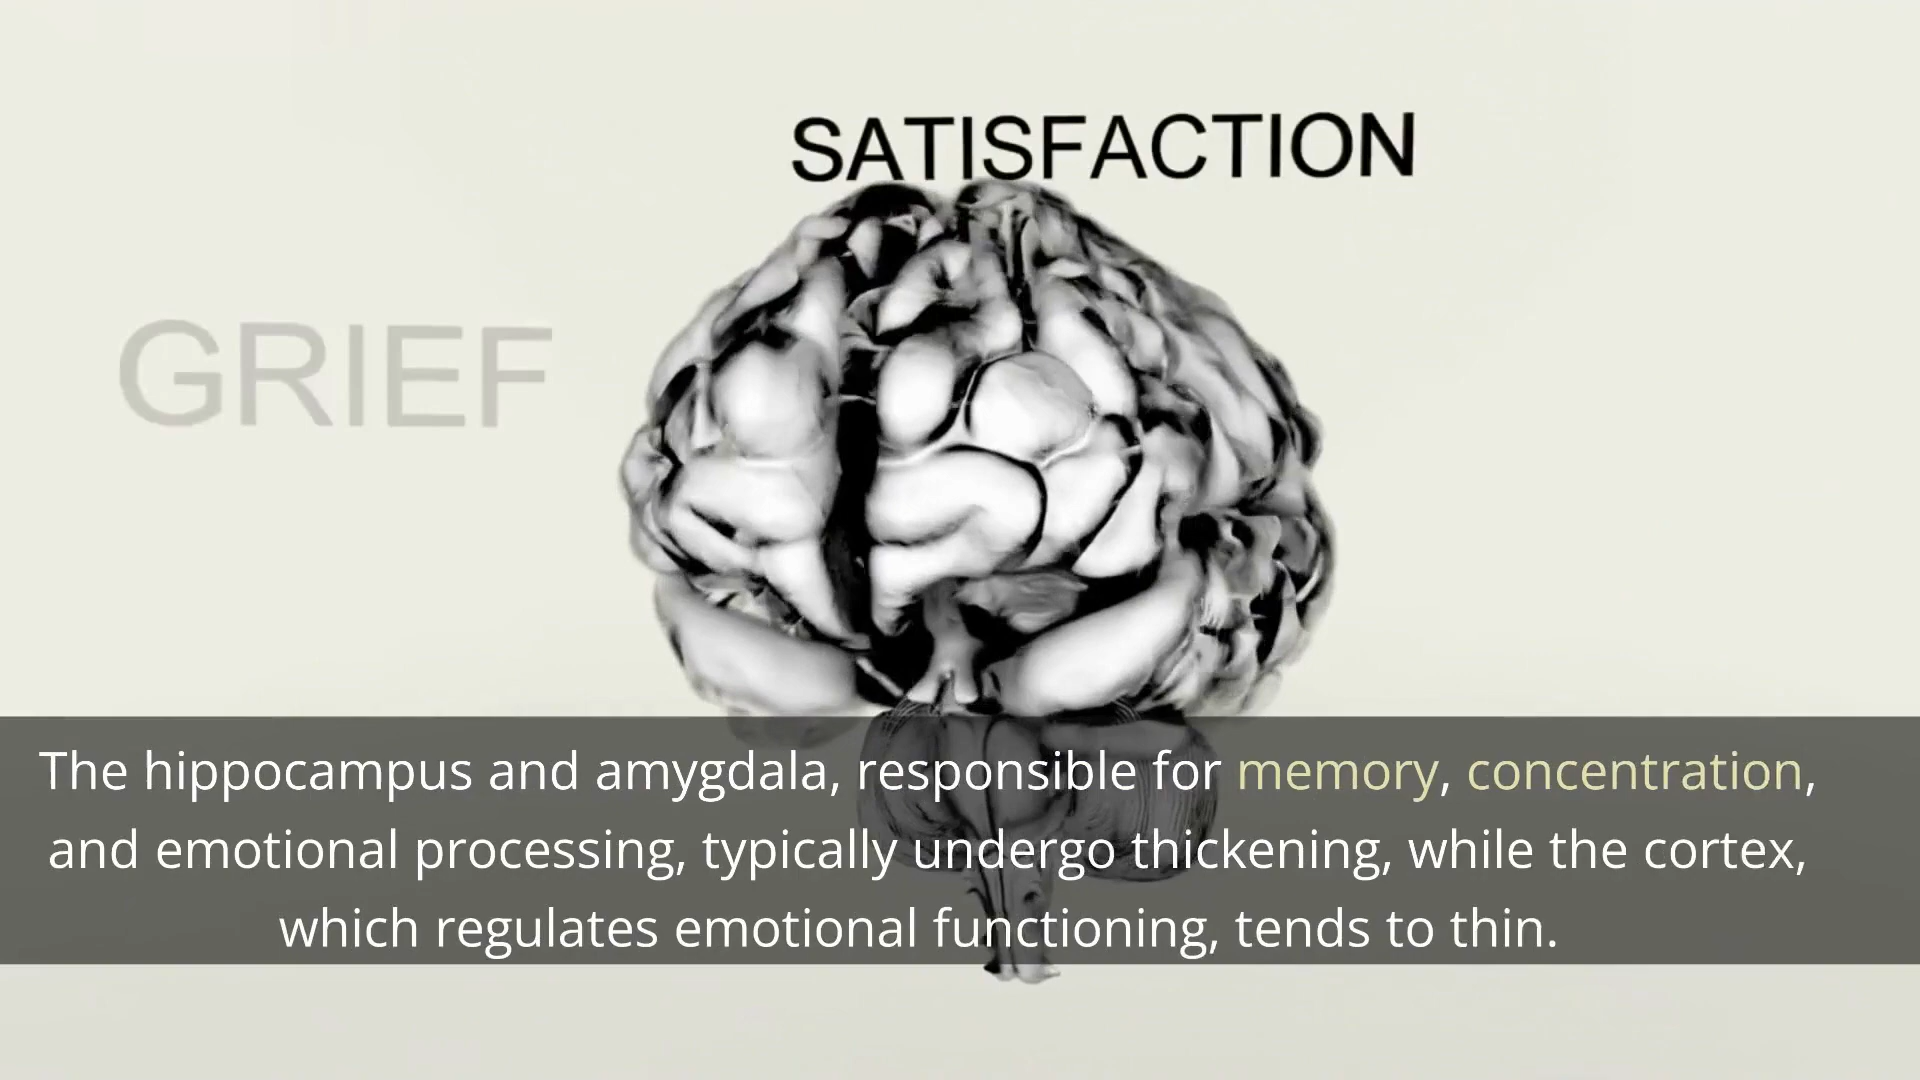 SATISFACTION
GRIEF
The hippocampus and amygdala, responsible for memory, concentration,
and emotional processing, typically undergo thickening, while the cortex,
which regulates emotional functioning, tends to thin.